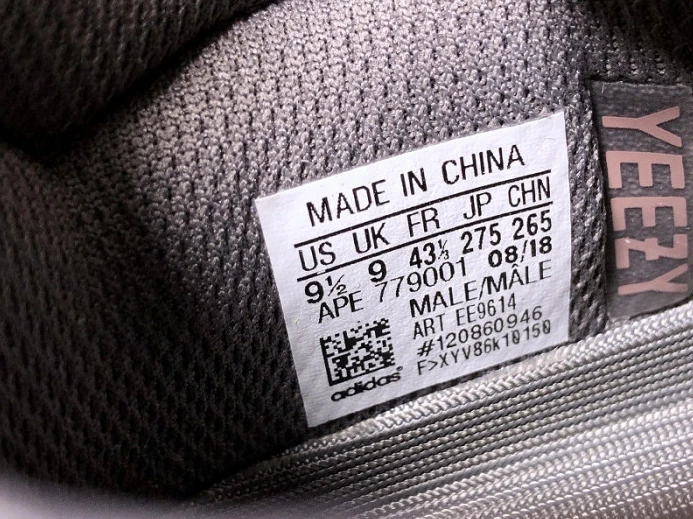 MADE IN CHINA
US UK FR JP CHN
9½ 9 43⅓ 275 265
APE 779001 08/18
MALE/MÂLE
ART EE9614
#120860946
F>XYV86k10150
adidas®
YEEZY